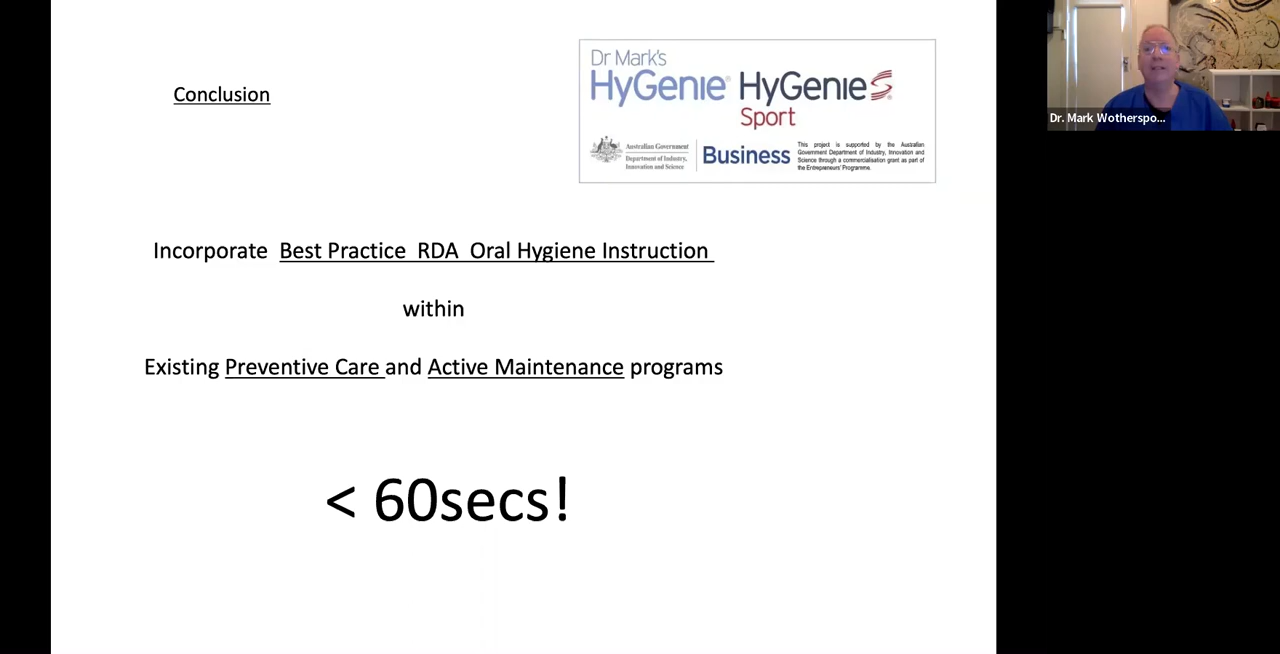 Conclusion
Dr Mark's
HyGenie® HyGenieS®
Sport
Australian Government
Department of Industry,
Innovation and Science
Business
This project is supported by the Australian
Government Department of Industry, Innovation and
Science through a commercialisation grant as part of
the Entrepreneurs' Programme.
Dr. Mark Wotherspo...
Incorporate Best Practice RDA Oral Hygiene Instruction
within
Existing Preventive Care and Active Maintenance programs
< 60secs!